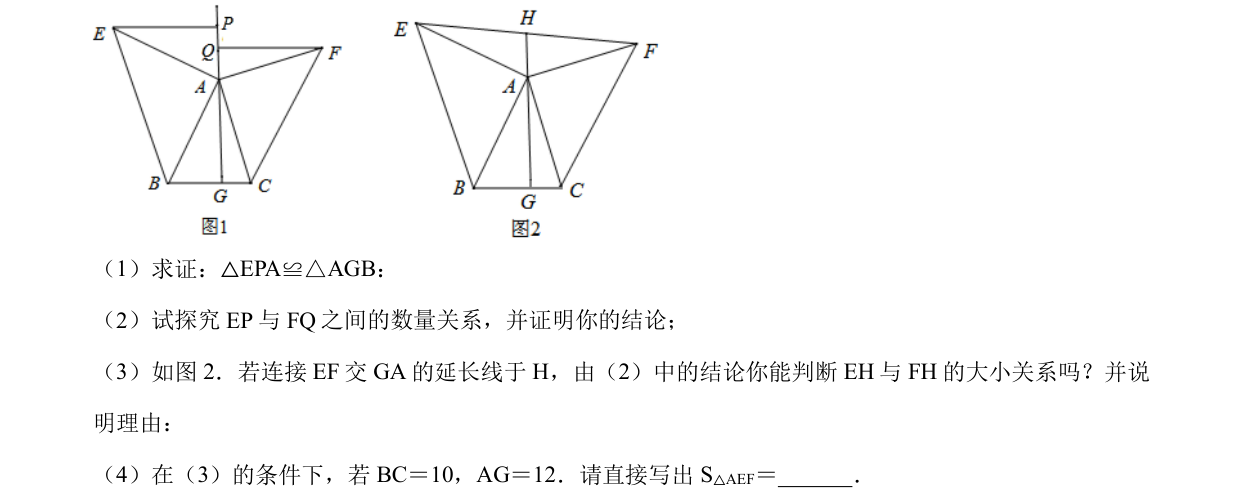 P
E
Q
F
A
B
G
C
图1
H
E
F
A
B
G
C
图2
（1）求证：△EPA≌△AGB：
（2）试探究 EP 与 FQ 之间的数量关系，并证明你的结论；
（3）如图 2．若连接 EF 交 GA 的延长线于 H，由（2）中的结论你能判断 EH 与 FH 的大小关系吗？并说
明理由：
（4）在（3）的条件下，若 BC＝10，AG＝12．请直接写出 S△AEF＝______．